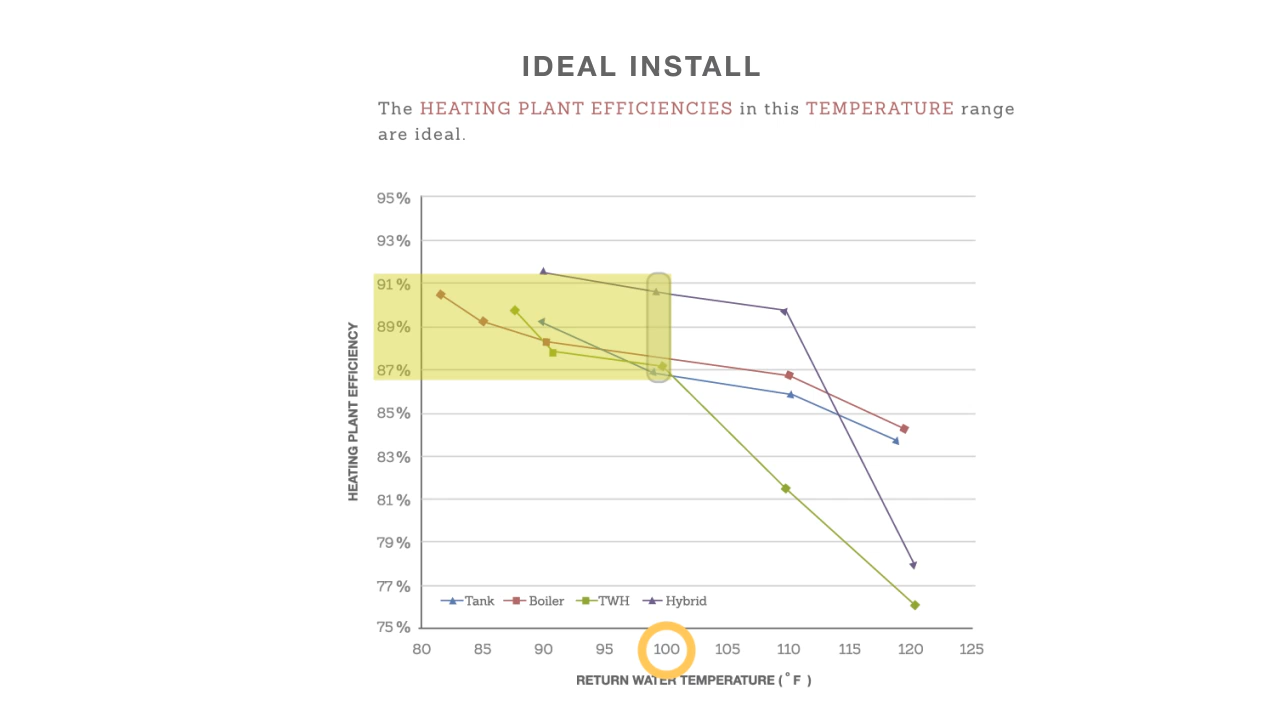 IDEAL INSTALL
The HEATING PLANT EFFICIENCIES in this TEMPERATURE range
are ideal.
95%
93%
91%
89%
87%
85%
83%
81%
79%
77%
75%
HEATING PLANT EFFICIENCY
Tank Boiler TWH Hybrid
80 85 90 95 100 105 110 115 120 125
RETURN WATER TEMPERATURE (°F )